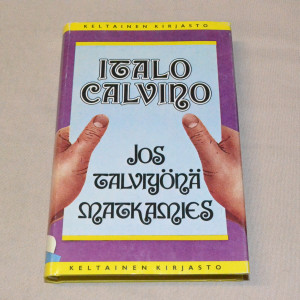 KELTAINEN KIRJASTO
ITALO
CALVINO
JOS
TALVIYÖNÄ
MATKAMIES
KELTAINEN KIRJASTO